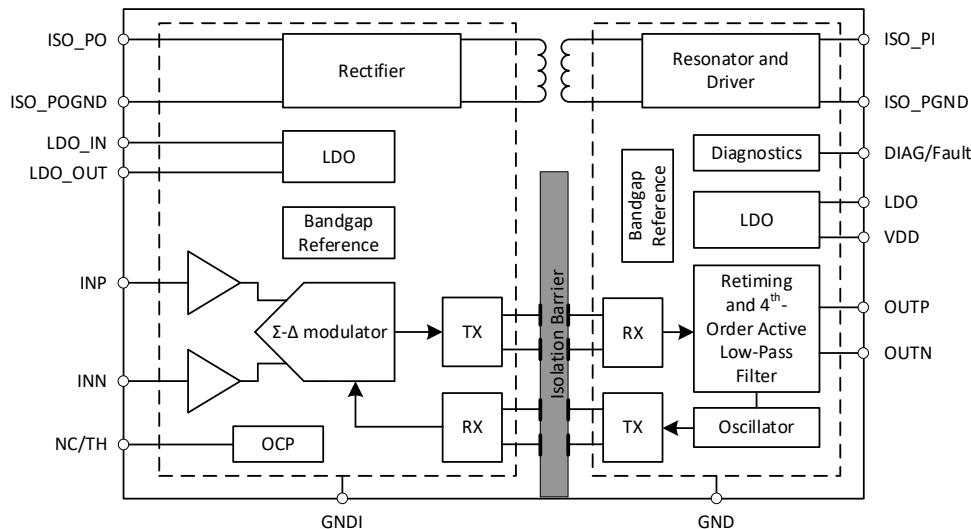 ISO_PO
ISO_POGND
LDO_IN
LDO_OUT
INP
INN
NC/TH
Rectifier
LDO
Bandgap
Reference
Σ-Δ modulator
TX
RX
OCP
GNDI
Isolation Barrier
Resonator and
Driver
Diagnostics
Bandgap
Reference
LDO
RX
Retiming
and 4th-
Order Active
Low-Pass
Filter
TX
Oscillator
GND
ISO_PI
ISO_PGND
DIAG/Fault
LDO
VDD
OUTP
OUTN